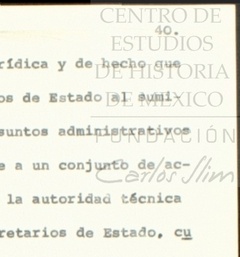 CENTRO DE
ESTUDIOS
DE HISTORIA
DE MÉXICO
FUNDACIÓN
Carlos Slim
40.
rídica y de hecho que
os de Estado al sumi-
suntos administrativos
e a un conjunto de ac-
la autoridad técnica
retarios de Estado, cu